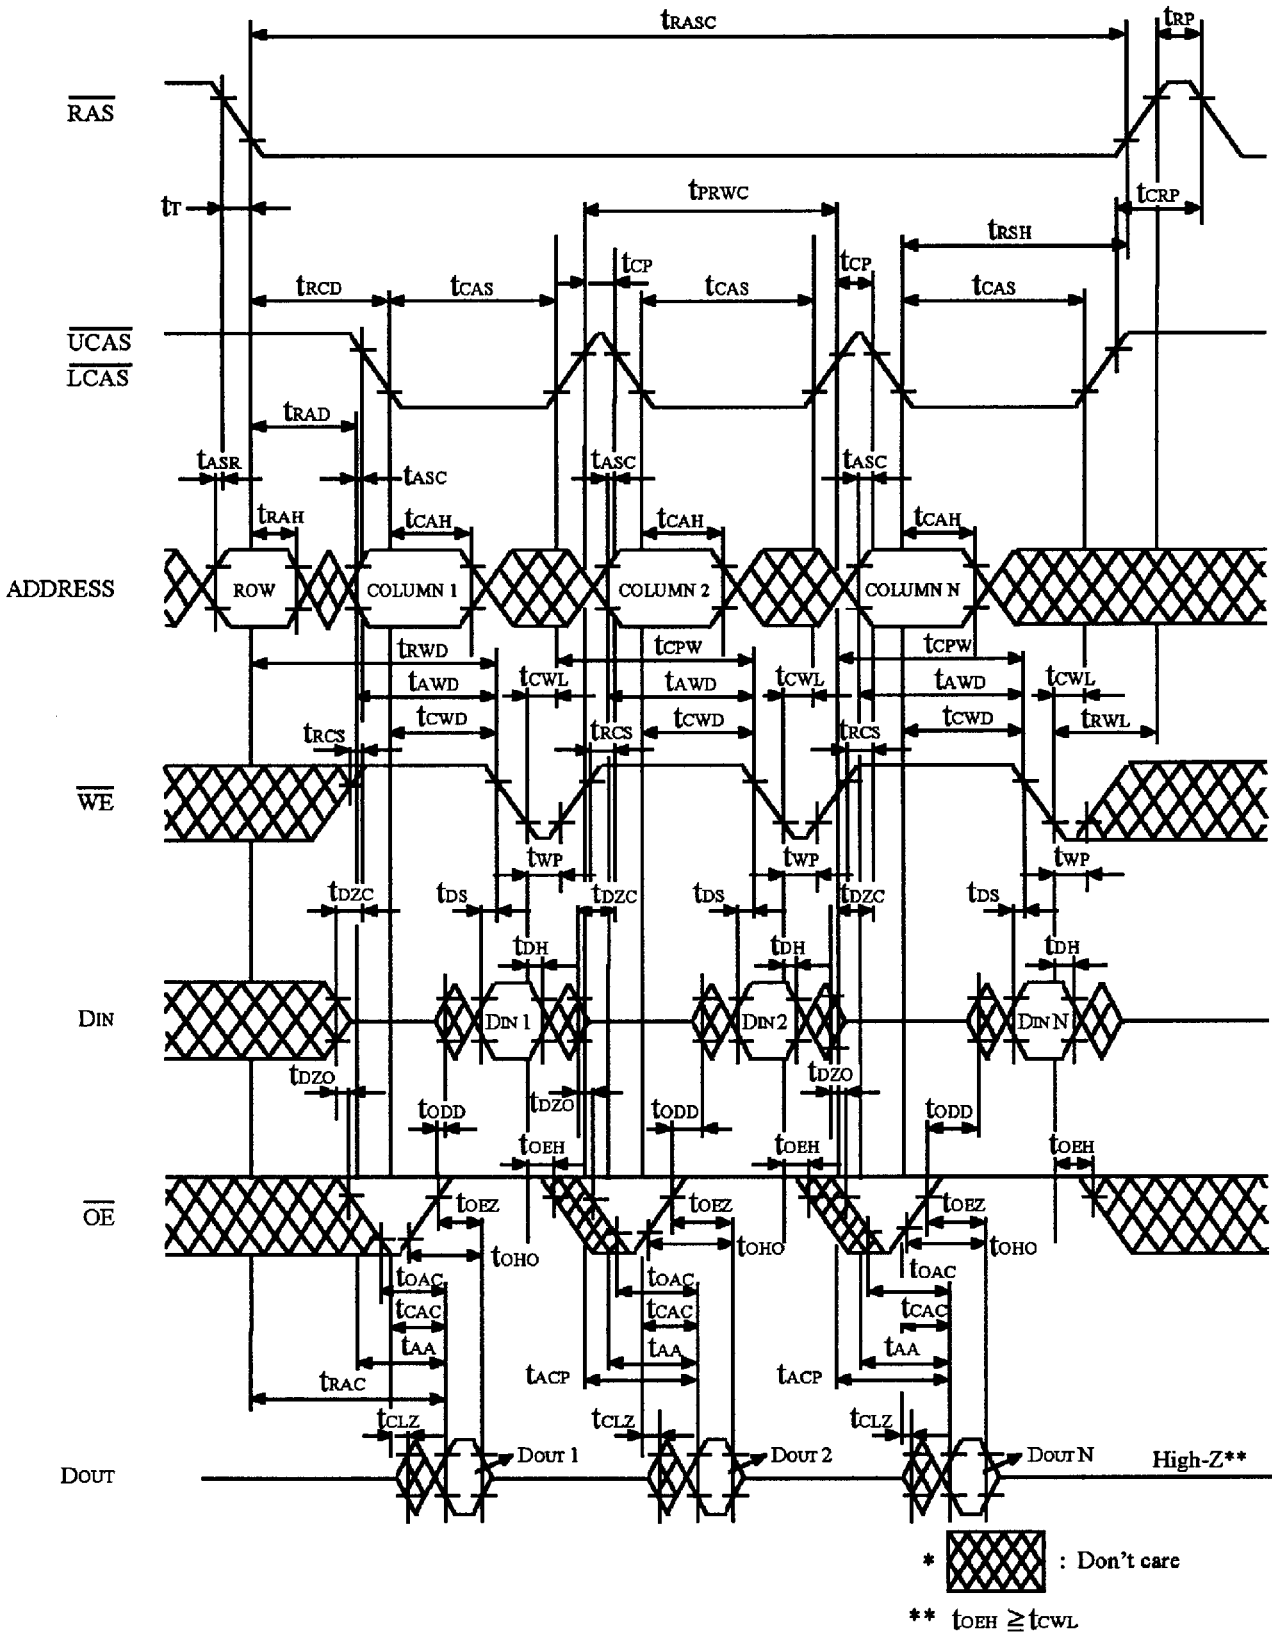 tRASC tRP
RAS
tT tPRWC tCRP
tRSH
tCP tCP
tRCD tCAS tCAS tCAS
UCAS
LCAS
tRAD
tASR tASC tASC tASC
tRAH tCAH tCAH tCAH
ADDRESS ROW COLUMN 1 COLUMN 2 COLUMN N
tRWD tCPW tCPW
tAWD tCWL tAWD tCWL tAWD tCWL
tRCS tCWD tRCS tCWD tRCS tCWD tRWL
WE
tWP tWP tWP
tDZC tDS tDZC tDS tDZC tDS
tDH tDH tDH
DIN DIN 1 DIN 2 DIN N
tDZO tDZO tDZO
tODD tODD tODD
tOEH tOEH tOEH
OE tOEZ tOEZ tOEZ
tOHO tOHO tOHO
tOAC tOAC tOAC
tCAC tCAC tCAC
tAA tAA tAA
tRAC tACP tACP
tCLZ tCLZ tCLZ
DOUT DOUT 1 DOUT 2 DOUT N High-Z**
* : Don't care
** tOEH ≧ tCWL